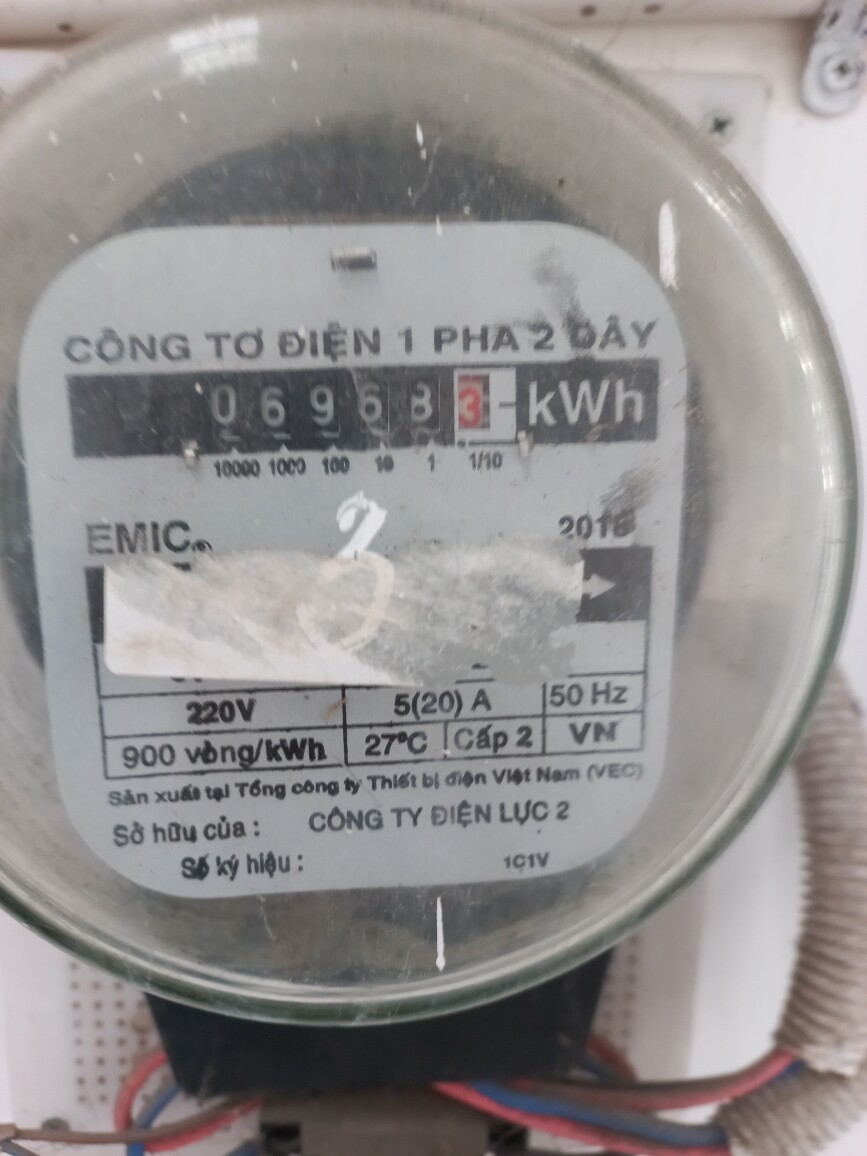 CÔNG TƠ ĐIỆN 1 PHA 2 DÂY
0 6 9 6 8 3 - kWh
10000 1000 100 10 1 1/10
3
EMIC®
220V 5(20) A 50 Hz
900 vòng/kWh 27°C Cấp 2 VN
Sản xuất tại Tổng công ty Thiết bị điện Việt Nam (VEC)
Sở hữu của : CÔNG TY ĐIỆN LỰC 2
Số ký hiệu : 1C1V